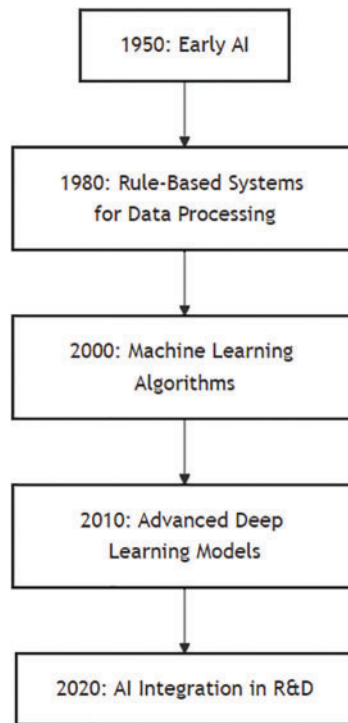 1950: Early AI
1980: Rule-Based Systems
for Data Processing
2000: Machine Learning
Algorithms
2010: Advanced Deep
Learning Models
2020: AI Integration in R&D